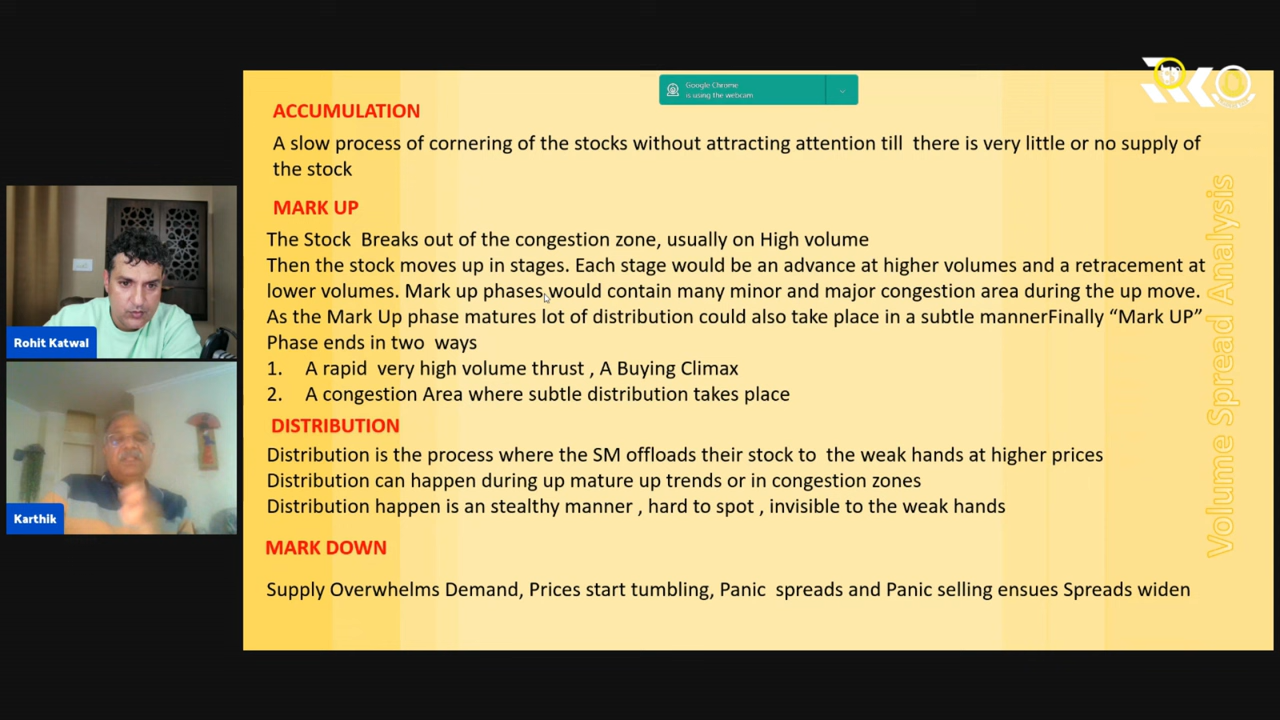 Google Chrome
is using the webcam
ACCUMULATION
A slow process of cornering of the stocks without attracting attention till there is very little or no supply of
the stock
MARK UP
The Stock Breaks out of the congestion zone, usually on High volume
Then the stock moves up in stages. Each stage would be an advance at higher volumes and a retracement at
lower volumes. Mark up phases would contain many minor and major congestion area during the up move.
As the Mark Up phase matures lot of distribution could also take place in a subtle mannerFinally “Mark UP”
Phase ends in two ways
1. A rapid very high volume thrust , A Buying Climax
2. A congestion Area where subtle distribution takes place
DISTRIBUTION
Distribution is the process where the SM offloads their stock to the weak hands at higher prices
Distribution can happen during up mature up trends or in congestion zones
Distribution happen is an stealthy manner , hard to spot , invisible to the weak hands
MARK DOWN
Supply Overwhelms Demand, Prices start tumbling, Panic spreads and Panic selling ensues Spreads widen
Volume Spread Analysis
Rohit Katwal
Karthik